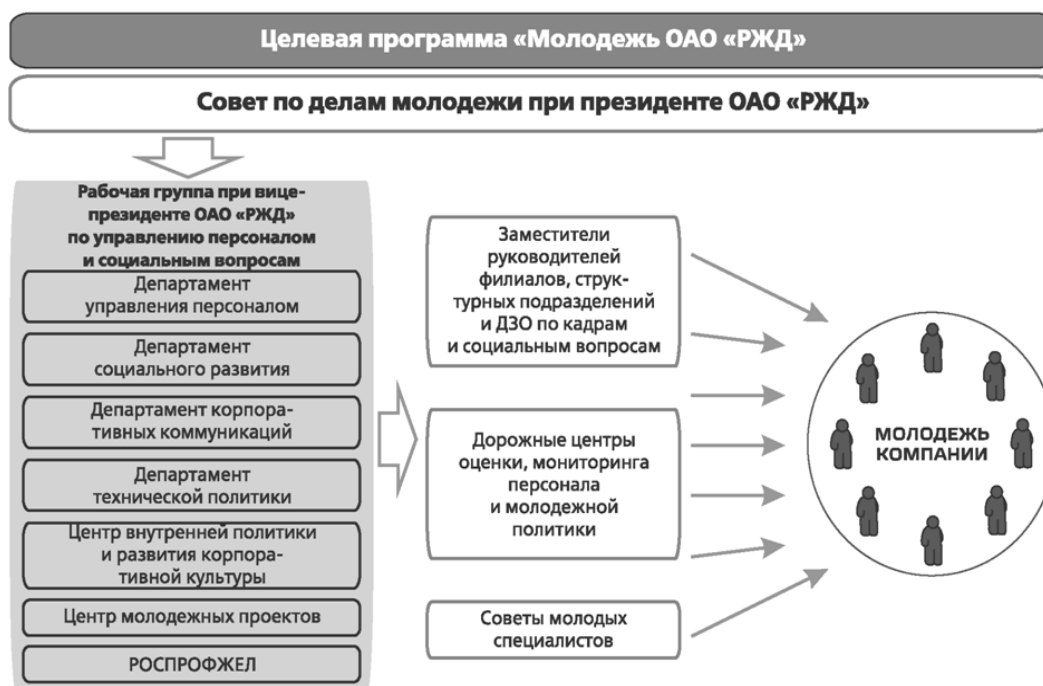 Целевая программа «Молодежь ОАО «РЖД»
Совет по делам молодежи при президенте ОАО «РЖД»
Рабочая группа при вице-
президенте ОАО «РЖД»
по управлению персоналом
и социальным вопросам
Департамент
управления персоналом
Департамент
социального развития
Департамент корпора-
тивных коммуникаций
Департамент
технической политики
Центр внутренней политики
и развития корпора-
тивной культуры
Центр молодежных проектов
РОСПРОФЖЕЛ
Заместители
руководителей
филиалов, струк-
турных подразделений
и ДЗО по кадрам
и социальным вопросам
Дорожные центры
оценки, мониторинга
персонала
и молодежной
политики
Советы молодых
специалистов
МОЛОДЕЖЬ
КОМПАНИИ